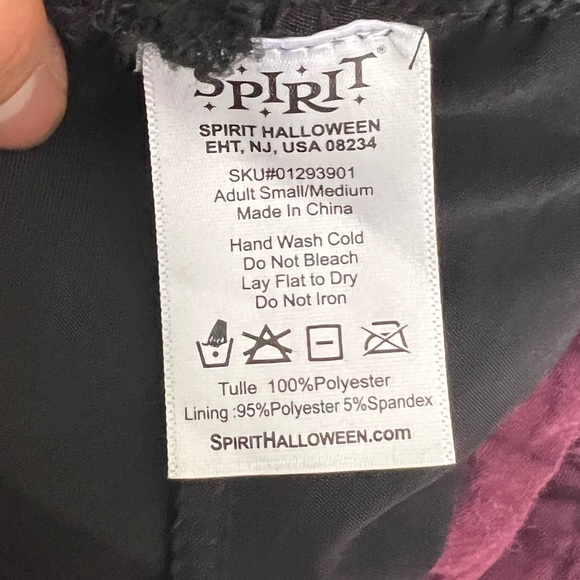 SPIRIT®
SPIRIT HALLOWEEN
EHT, NJ, USA 08234
SKU#01293901
Adult Small/Medium
Made In China
Hand Wash Cold
Do Not Bleach
Lay Flat to Dry
Do Not Iron
Tulle 100%Polyester
Lining :95%Polyester 5%Spandex
SPIRITHALLOWEEN.com